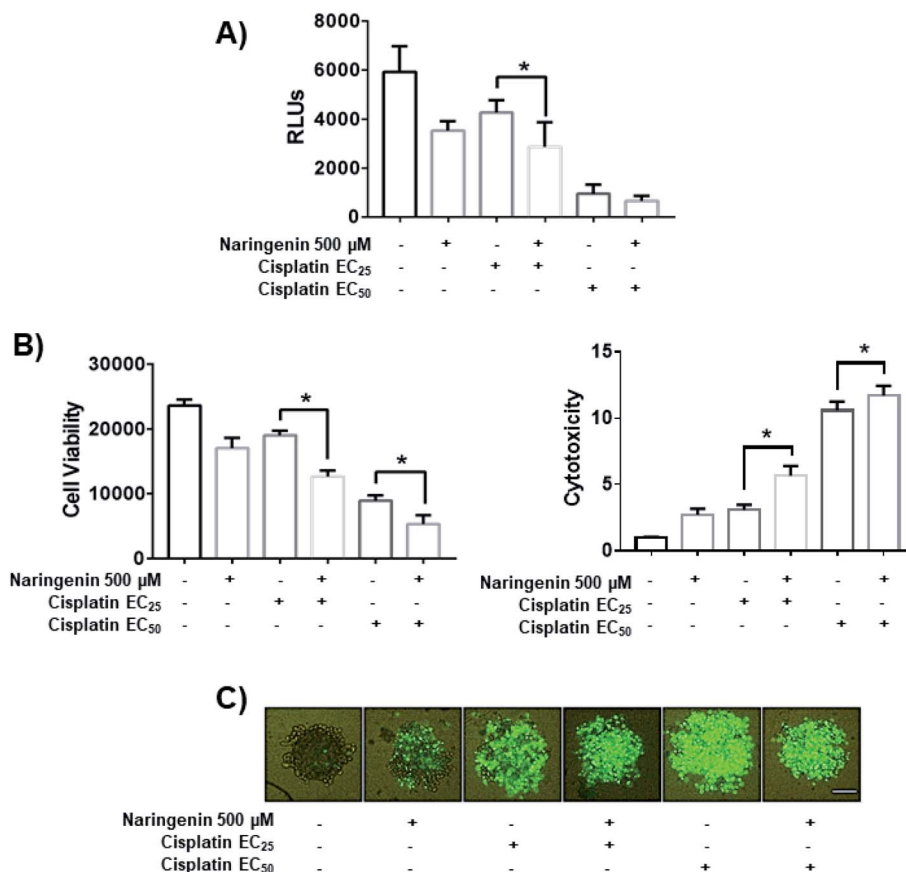 A)
8000
6000
4000
2000
0
RLUs
*
Naringenin 500 µM - + - + - +
Cisplatin EC25 - - + + - -
Cisplatin EC50 - - - - + +
B)
30000
20000
10000
0
Cell Viability
* *
Naringenin 500 µM - + - + - +
Cisplatin EC25 - - + + - -
Cisplatin EC50 - - - - + +
15
10
5
0
Cytotoxicity
* *
Naringenin 500 µM - + - + - +
Cisplatin EC25 - - + + - -
Cisplatin EC50 - - - - + +
C)
Naringenin 500 µM - + - + - +
Cisplatin EC25 - - + + - -
Cisplatin EC50 - - - - + +